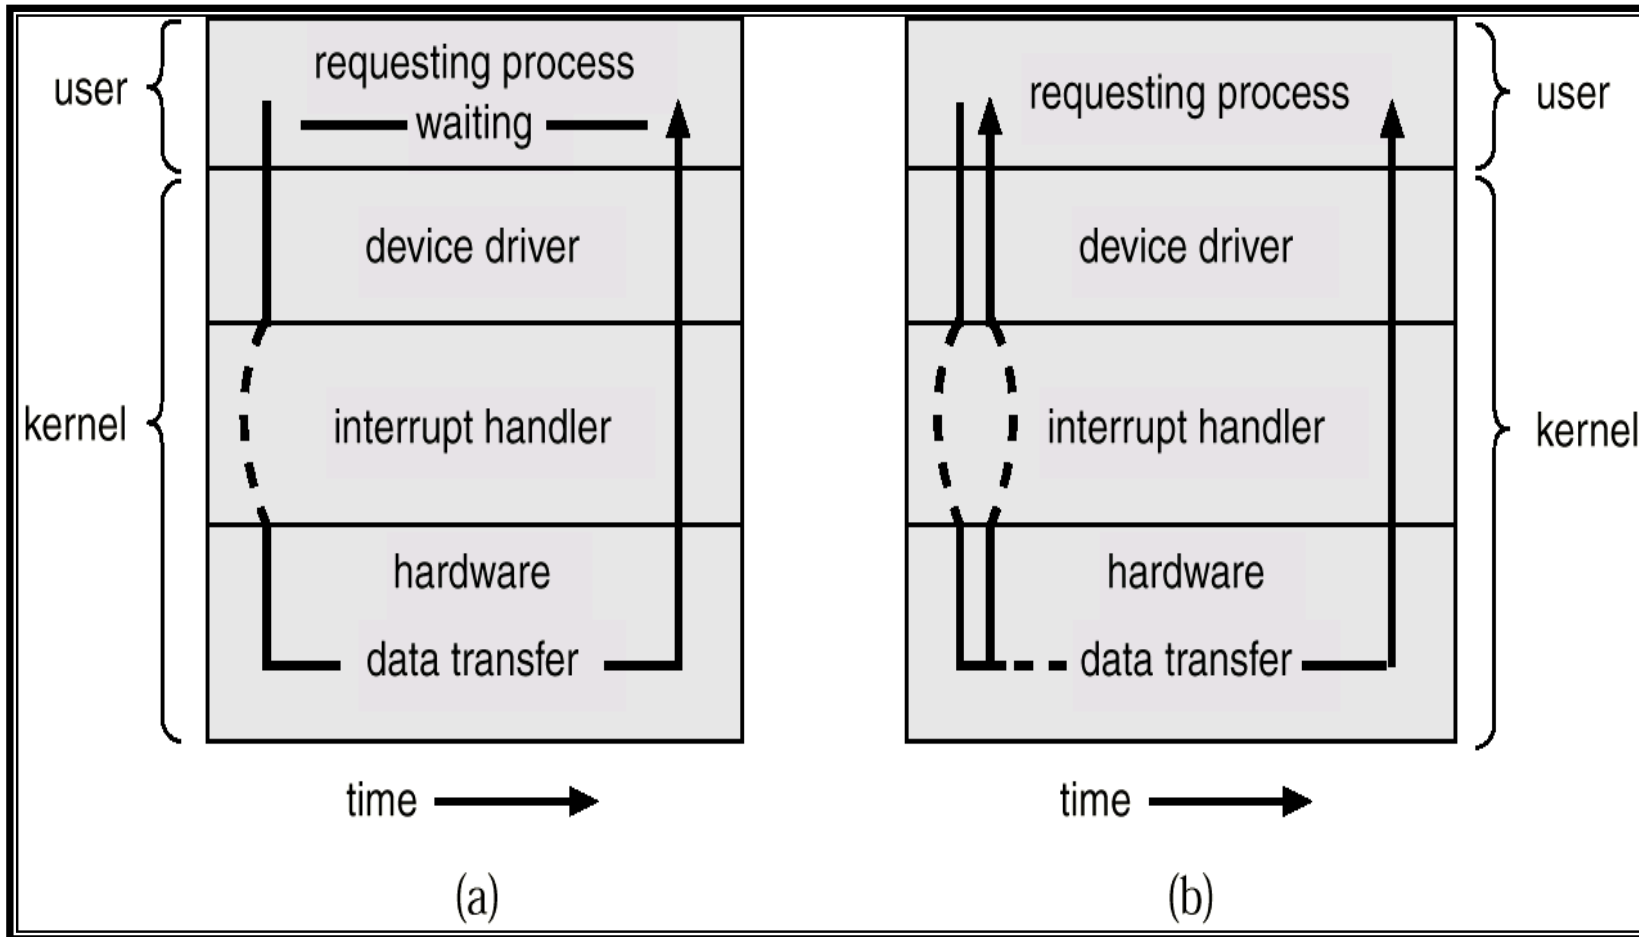 user
requesting process
waiting
device driver
kernel
interrupt handler
hardware
data transfer
time
(a)
requesting process
user
device driver
interrupt handler
kernel
hardware
data transfer
time
(b)